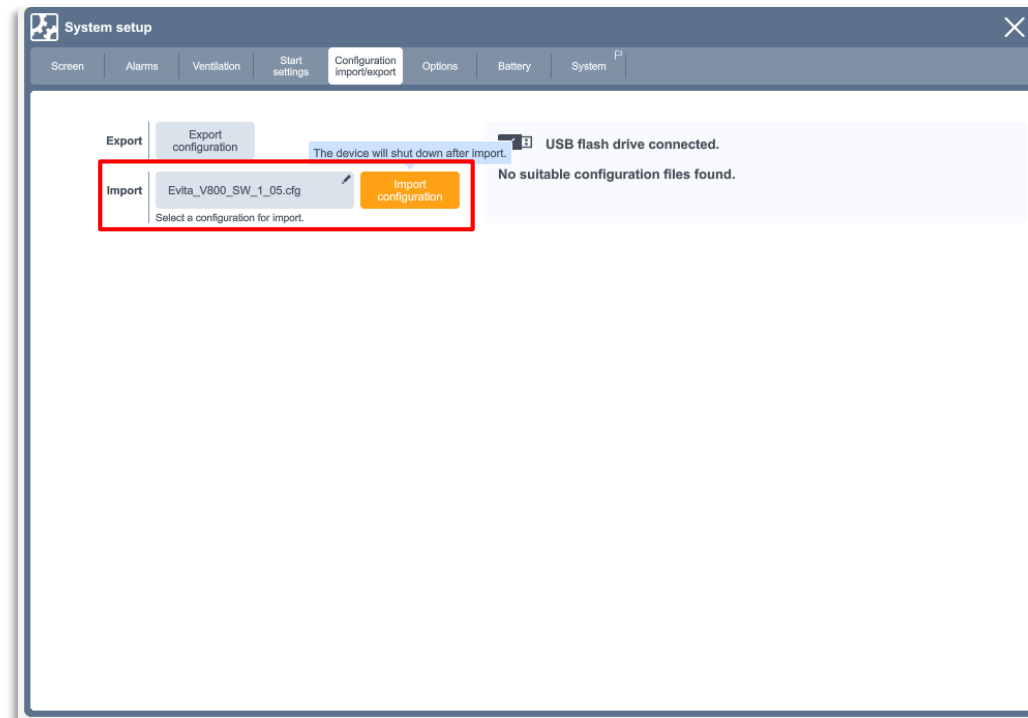 System setup
Screen
Alarms
Ventilation
Start
settings
Configuration
import/export
Options
Battery
System
Export
Export
configuration
The device will shut down after import.
Import
Evita_V800_SW_1_05.cfg
Import
configuration
Select a configuration for import.
USB flash drive connected.
No suitable configuration files found.